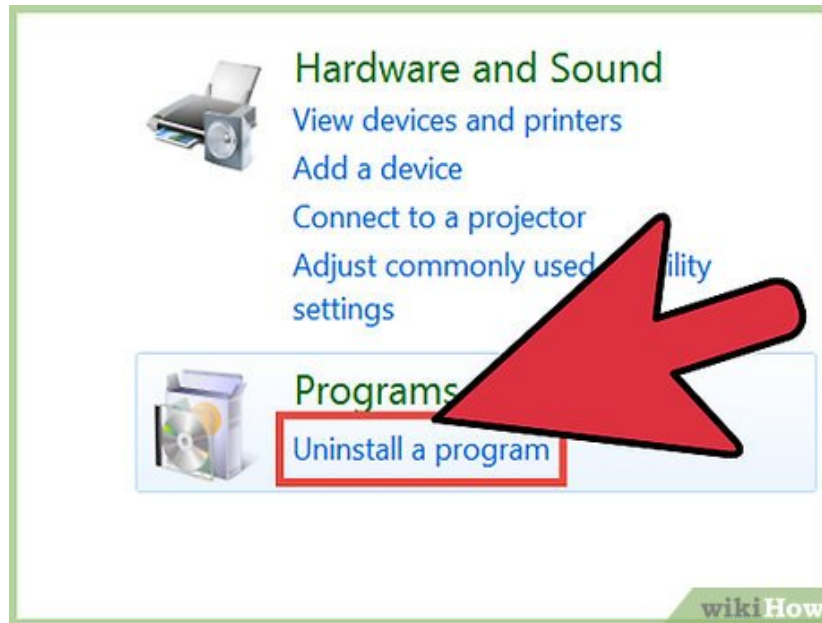 Hardware and Sound
View devices and printers
Add a device
Connect to a projector
Adjust commonly used
settings
Programs
Uninstall a program
wikiHow